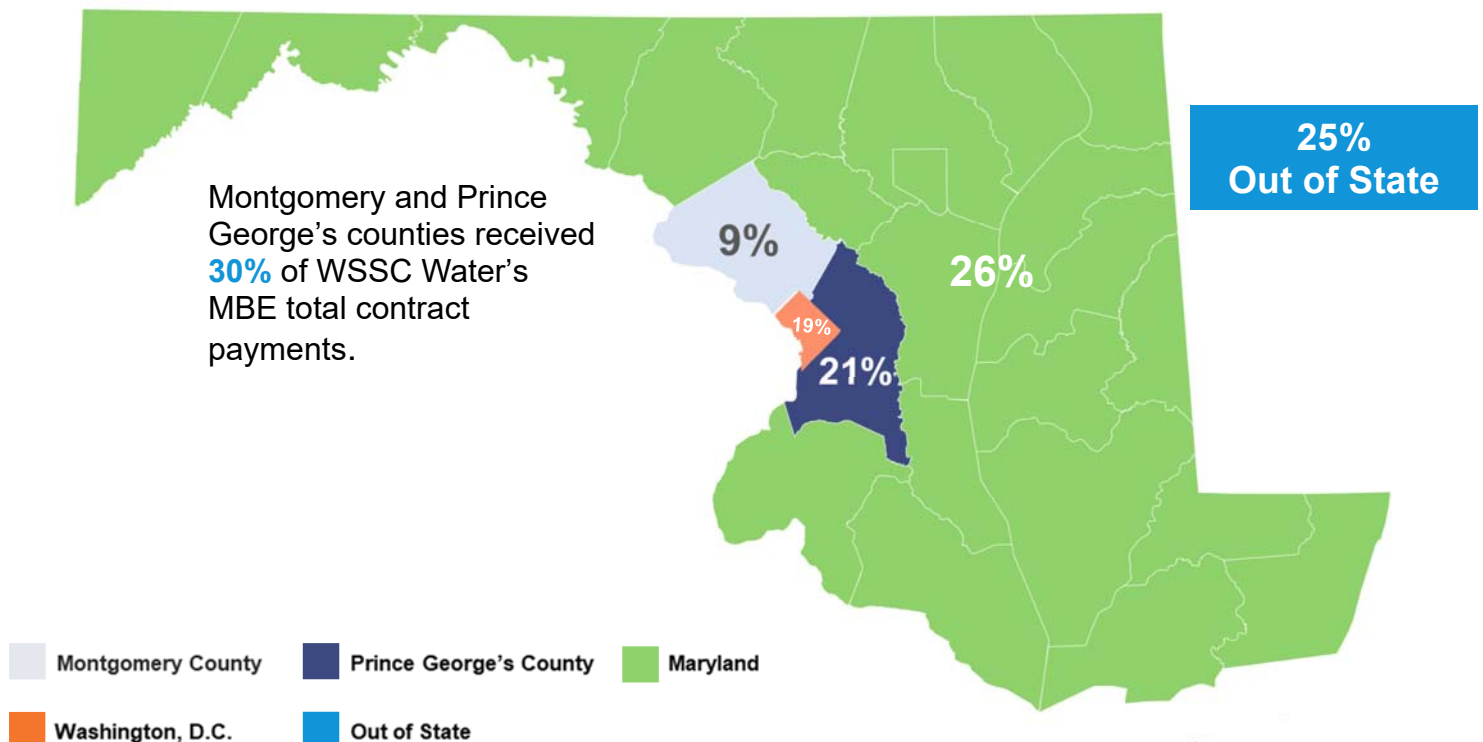 25%
Out of State
Montgomery and Prince
George’s counties received
30% of WSSC Water’s
MBE total contract
payments.
9%
26%
19%
21%
Montgomery County
Prince George's County
Maryland
Washington, D.C.
Out of State